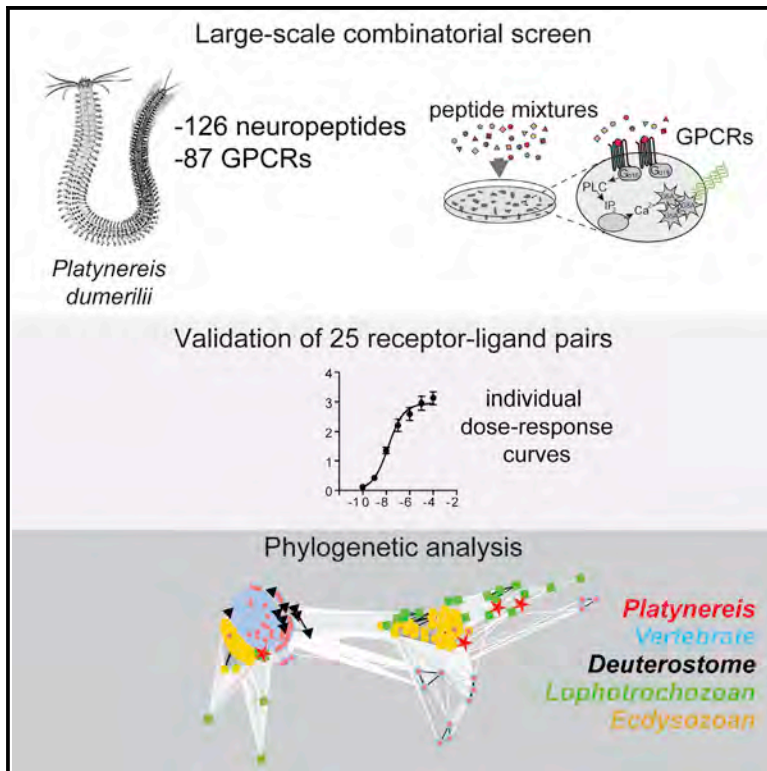 Large-scale combinatorial screen
-126 neuropeptides
-87 GPCRs
Platynereis
dumerilii
peptide mixtures
GPCRs
PLC
IP
Ca
Validation of 25 receptor-ligand pairs
4
3
2
1
0
-12 -10 -8 -6 -4 -2
individual
dose-response
curves
Phylogenetic analysis
Platynereis
Vertebrate
Deuterostome
Lophotrochozoan
Ecdysozoan